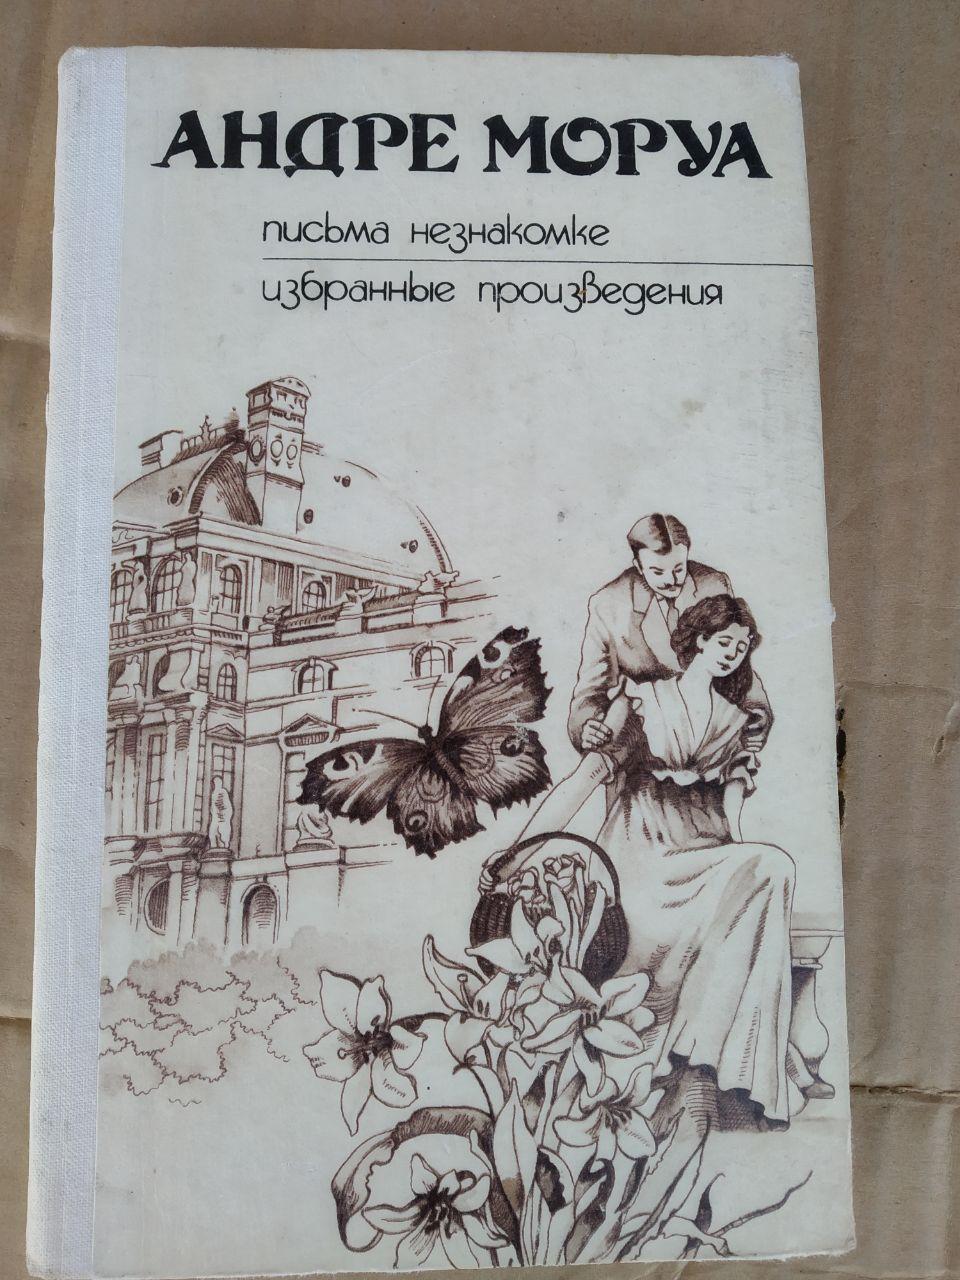 АНДРЕ МОРУА
письма незнакомке
избранные произведения